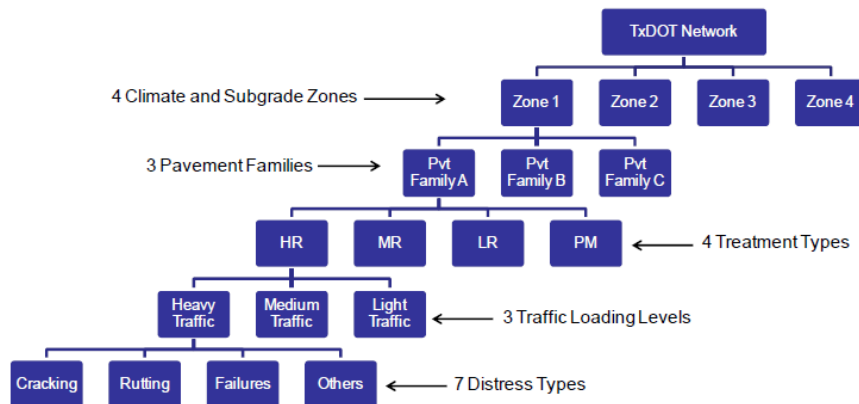 TxDOT Network
4 Climate and Subgrade Zones
Zone 1
Zone 2
Zone 3
Zone 4
3 Pavement Families
Pvt
Family A
Pvt
Family B
Pvt
Family C
HR
MR
LR
PM
4 Treatment Types
Heavy
Traffic
Medium
Traffic
Light
Traffic
3 Traffic Loading Levels
Cracking
Rutting
Failures
Others
7 Distress Types